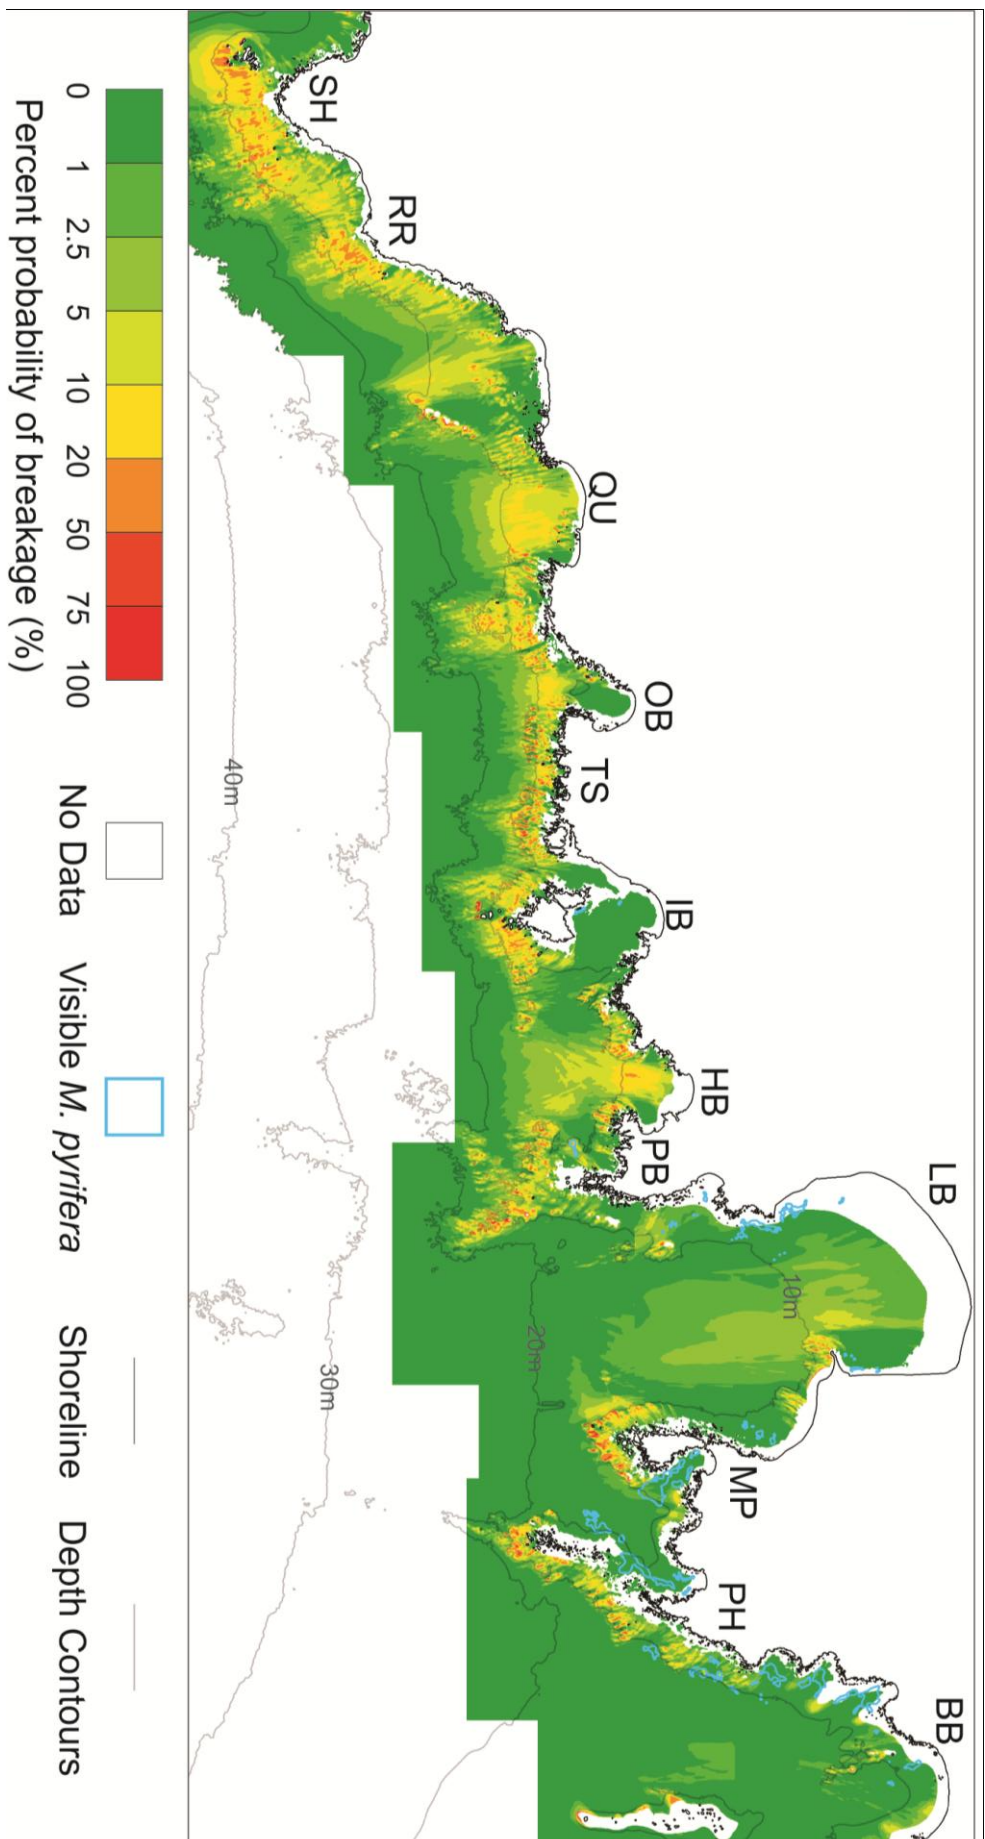 SH
RR
QU
OB
TS
IB
HB
PB
LB
MP
PH
BB
10m
20m
30m
40m
0 1 2.5 5 10 20 50 75 100
Percent probability of breakage (%)
No Data Visible M. pyrifera Shoreline Depth Contours